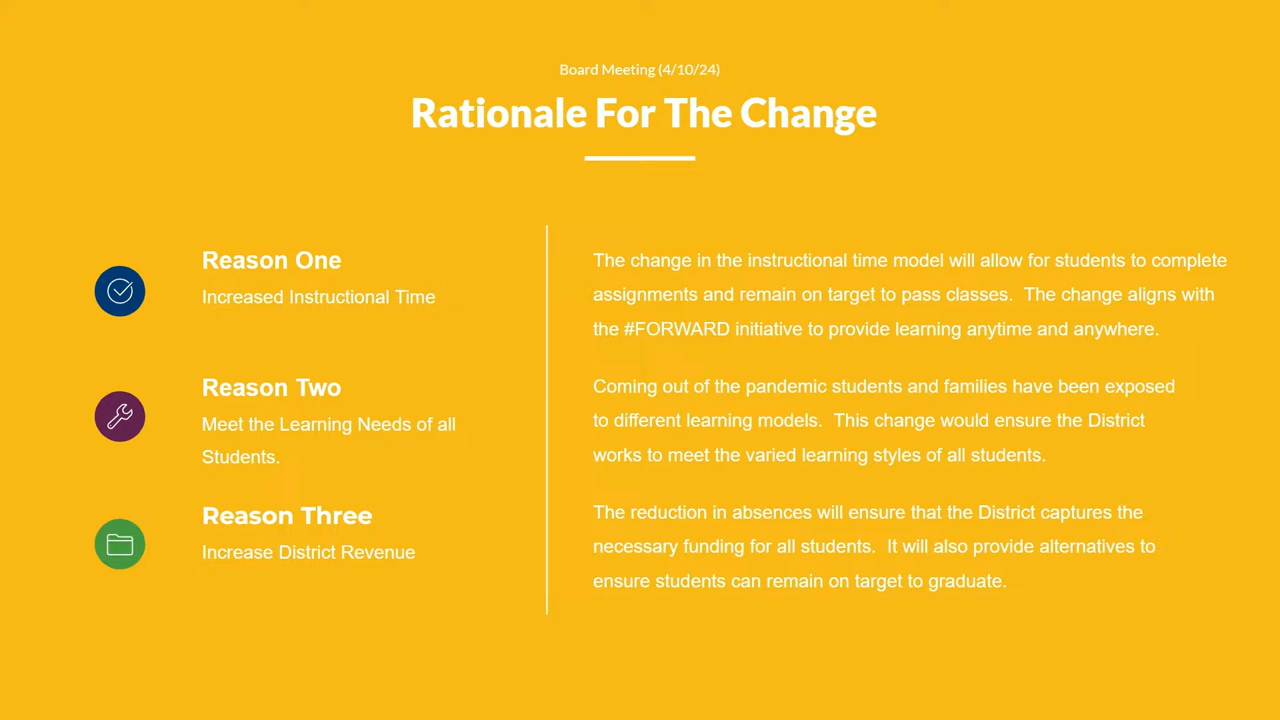 Board Meeting (4/10/24)
Rationale For The Change
Reason One
Increased Instructional Time
The change in the instructional time model will allow for students to complete
assignments and remain on target to pass classes.  The change aligns with
the #FORWARD initiative to provide learning anytime and anywhere.
Reason Two
Meet the Learning Needs of all
Students.
Coming out of the pandemic students and families have been exposed
to different learning models.  This change would ensure the District
works to meet the varied learning styles of all students.
Reason Three
Increase District Revenue
The reduction in absences will ensure that the District captures the
necessary funding for all students.  It will also provide alternatives to
ensure students can remain on target to graduate.